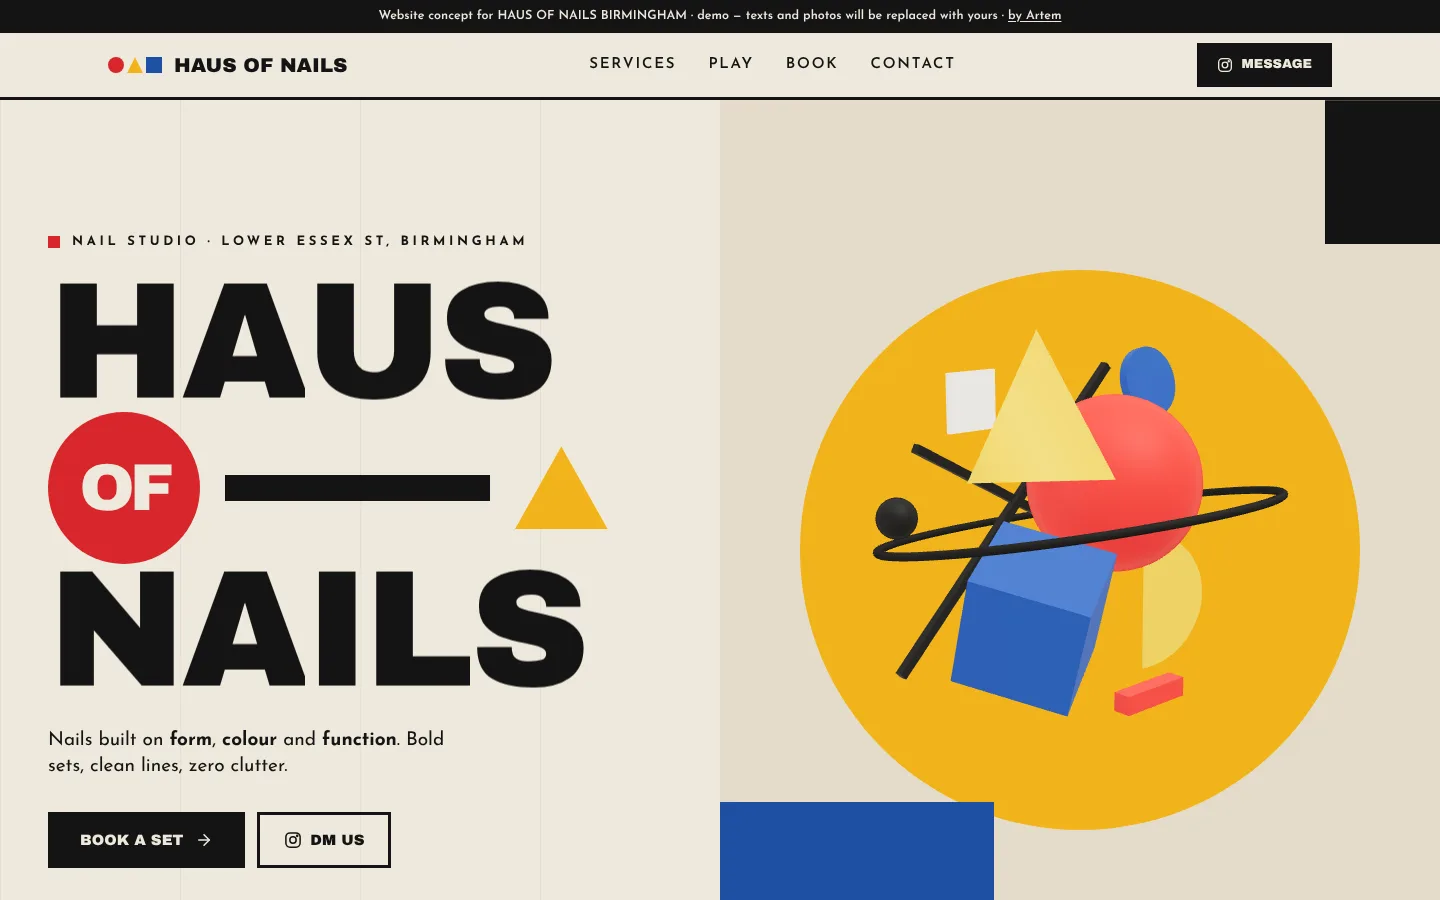 Website concept for HAUS OF NAILS BIRMINGHAM · demo — texts and photos will be replaced with yours · by Artem
HAUS OF NAILS
SERVICES PLAY BOOK CONTACT
MESSAGE
NAIL STUDIO · LOWER ESSEX ST, BIRMINGHAM
HAUS
OF
NAILS
Nails built on form, colour and function. Bold
sets, clean lines, zero clutter.
BOOK A SET →
DM US